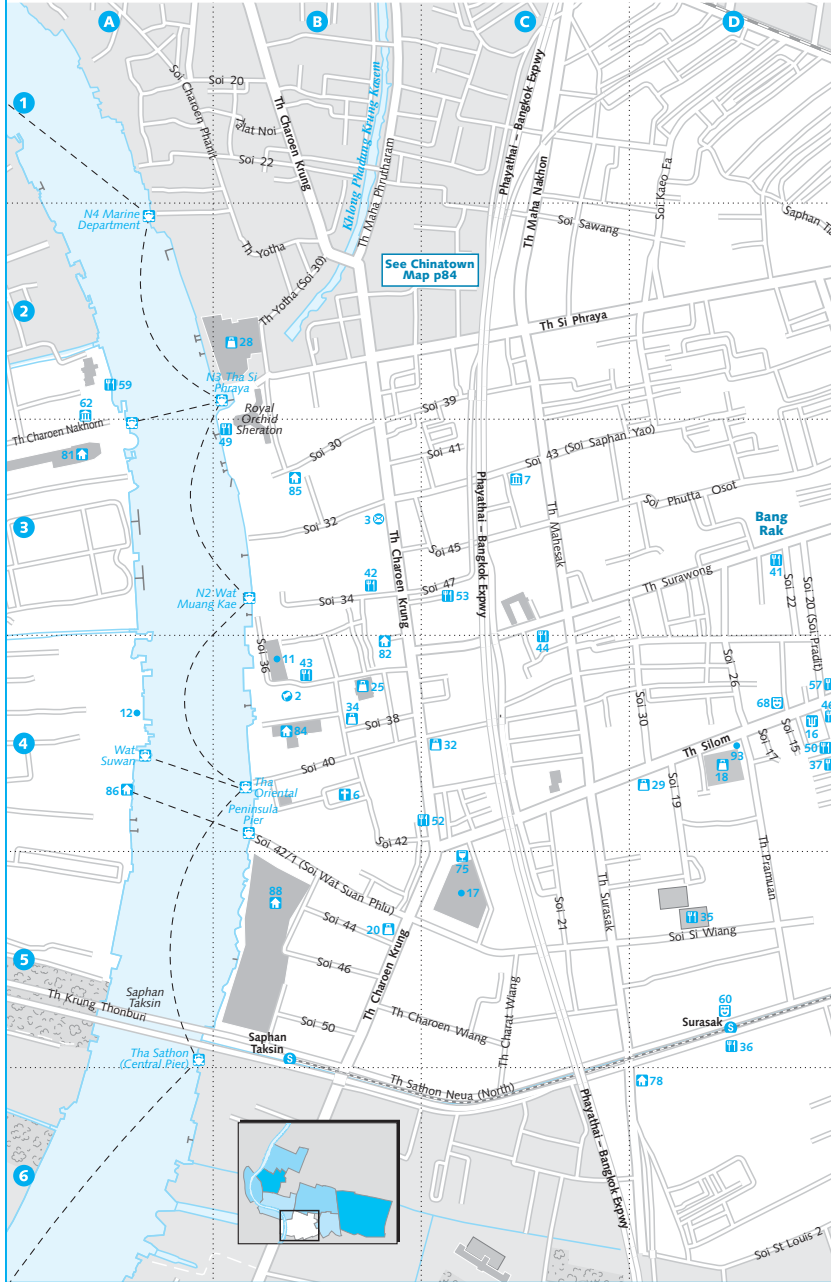 A
B
C
D
1
Soi 20
Soi Charoen Phanit
Talat Noi
Soi 22
Th Charoen Krung
Khlong Phadung Krung Kasem
Th Maha Phrutharam
Phayathai – Bangkok Expwy
Th Maha Nakhon
Soi Kaeo Fa
N4 Marine
Department
Soi Sawang
Th Yotha
Th Yotha (Soi 30)
See Chinatown
Map p84
2
Th Si Phraya
28
59
N3 Tha Si
Phraya
62
Royal
Orchid
Sheraton
Soi 39
Th Charoen Nakhorn
49
81
Soi 30
Soi 41
Soi 43 (Soi Saphan Yao)
85
7
Soi Phutta Osot
3
Soi 32
3
Th Charoen Krung
Phayathai – Bangkok Expwy
Th Mahesak
Bang
Rak
Soi 45
41
42
Soi 47
Th Surawong
N2 Wat
Muang Kae
Soi 34
53
Soi 22
Soi 20 (Soi Pradit)
Soi 36
82
44
11
43
Soi 26
2
25
57
34
Soi 38
Soi 30
68
12
84
32
16
4
Th Silom
Soi 17
Soi 15
50
Wat
Suwan
93
37
Soi 40
18
86
Tha
Oriental
6
29
Soi 19
Peninsula
Pier
52
Soi 42
Th Pramuan
Soi 42/1 (Soi Wat Suan Phlu)
75
88
17
Th Surasak
Soi 21
35
Soi 44
20
Soi Si Wiang
5
Soi 46
Th Charoen Krung
Saphan
Taksin
Th Krung Thonburi
Th Charoen Wiang
Th Charat Wiang
60
Soi 50
Surasak
Saphan
Taksin
36
Tha Sathon
(Central Pier)
Th Sathon Neua (North)
78
Phayathai – Bangkok Expwy
6
Soi St Louis 2